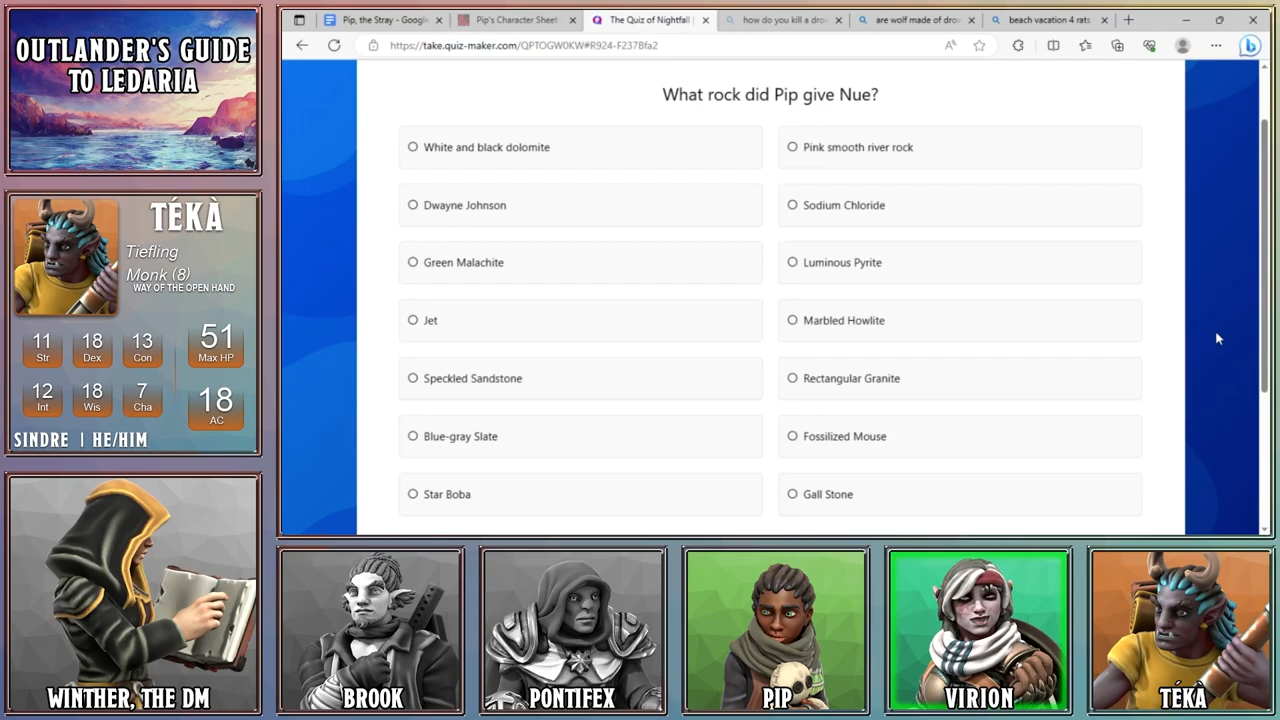 OUTLANDER'S GUIDE
TO LEDARIA
TÉKÀ
Tiefling
Monk (8)
WAY OF THE OPEN HAND
11
Str
18
Dex
13
Con
51
Max HP
12
Int
18
Wis
7
Cha
18
AC
SINDRE | HE/HIM
WINTHER, THE DM
Pip, the Stray - Google
Pip's Character Sheet
The Quiz of Nightfall
how do you kill a drov
are wolf made of drov
beach vacation 4 rats
https://take.quiz-maker.com/QPTOGW0KW#R924-F237Bfa2
What rock did Pip give Nue?
White and black dolomite
Pink smooth river rock
Dwayne Johnson
Sodium Chloride
Green Malachite
Luminous Pyrite
Jet
Marbled Howlite
Speckled Sandstone
Rectangular Granite
Blue-gray Slate
Fossilized Mouse
Star Boba
Gall Stone
BROOK
PONTIFEX
PIP
VIRION
TÉKÀ